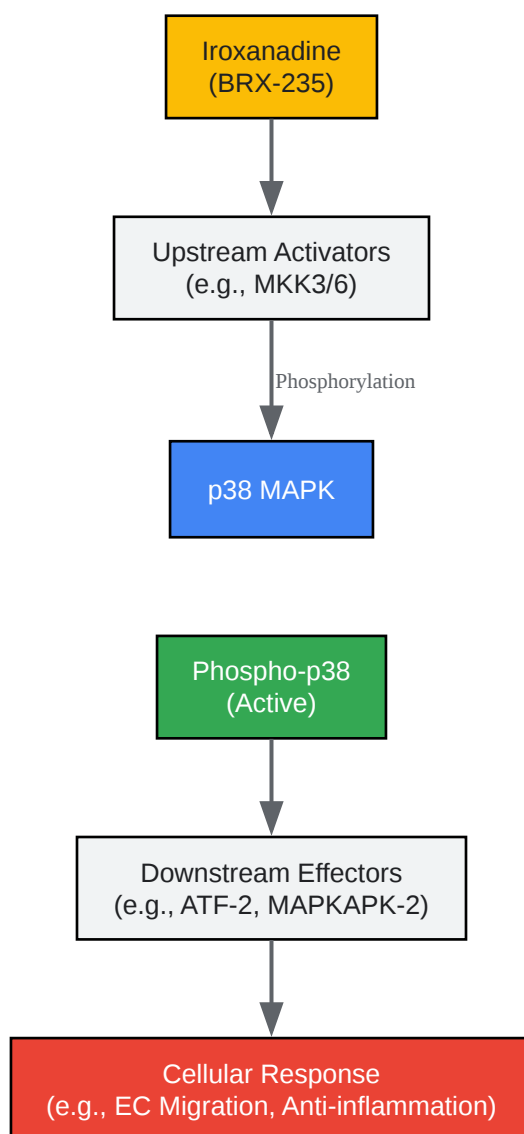 Iroxanadine
(BRX-235)
Upstream Activators
(e.g., MKK3/6)
Phosphorylation
p38 MAPK
Phospho-p38
(Active)
Downstream Effectors
(e.g., ATF-2, MAPKAPK-2)
Cellular Response
(e.g., EC Migration, Anti-inflammation)